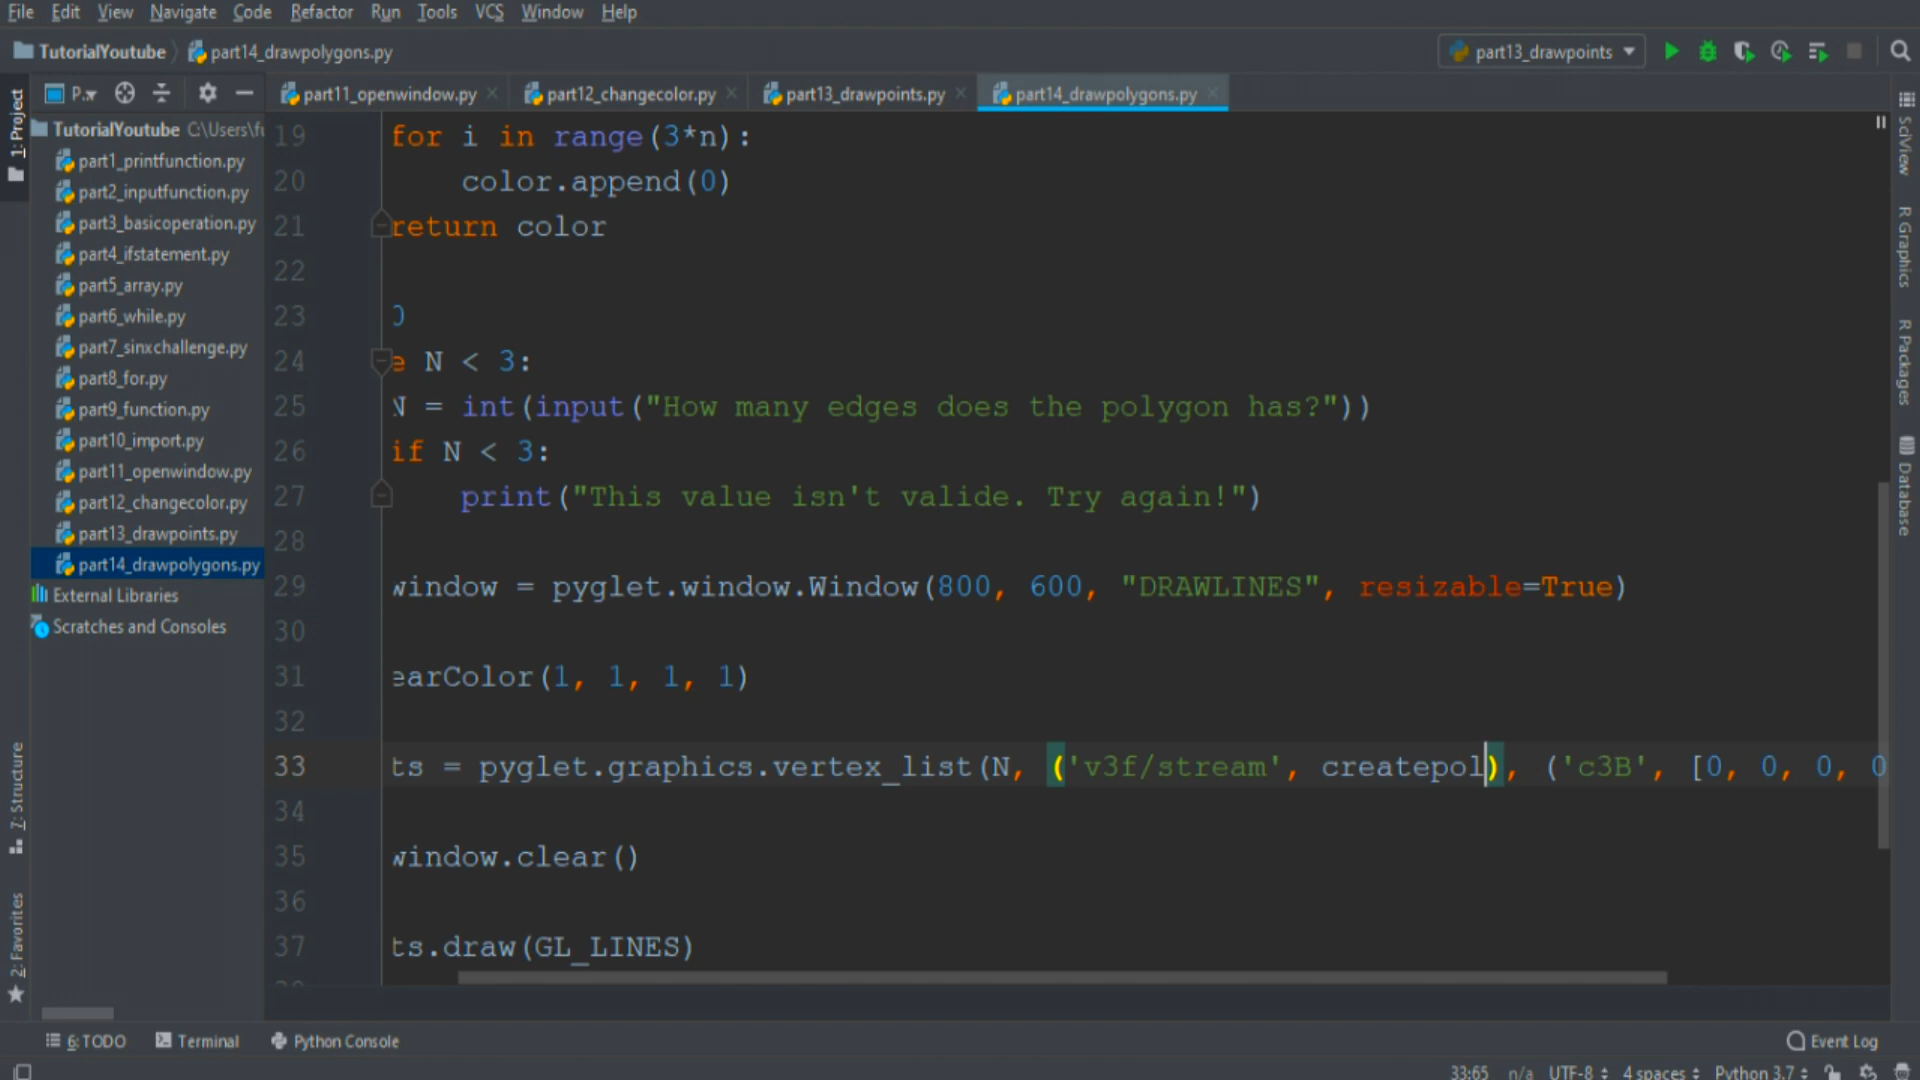 File Edit View Navigate Code Refactor Run Tools VCS Window Help
TutorialYoutube part14_drawpolygons.py part13_drawpoints
P.. part11_openwindow.py part12_changecolor.py part13_drawpoints.py part14_drawpolygons.py
1: Project
TutorialYoutube C:\Users\fu
part1_printfunction.py
part2_inputfunction.py
part3_basicoperation.py
part4_ifstatement.py
part5_array.py
part6_while.py
part7_sinxchallenge.py
part8_for.py
part9_function.py
part10_import.py
part11_openwindow.py
part12_changecolor.py
part13_drawpoints.py
part14_drawpolygons.py
External Libraries
Scratches and Consoles
7: Structure
2: Favorites
19 for i in range(3*n):
20 color.append(0)
21 return color
22
23 0
24 e N < 3:
25 N = int(input("How many edges does the polygon has?"))
26 if N < 3:
27 print("This value isn't valide. Try again!")
28
29 window = pyglet.window.Window(800, 600, "DRAWLINES", resizable=True)
30
31 earColor(1, 1, 1, 1)
32
33 ts = pyglet.graphics.vertex_list(N, ('v3f/stream', createpol), ('c3B', [0, 0, 0, 0
34
35 window.clear()
36
37 ts.draw(GL_LINES)
SciView
R Graphics
R Packages
Database
6: TODO Terminal Python Console Event Log
33:65 n/a UTF-8 4 spaces Python 3.7